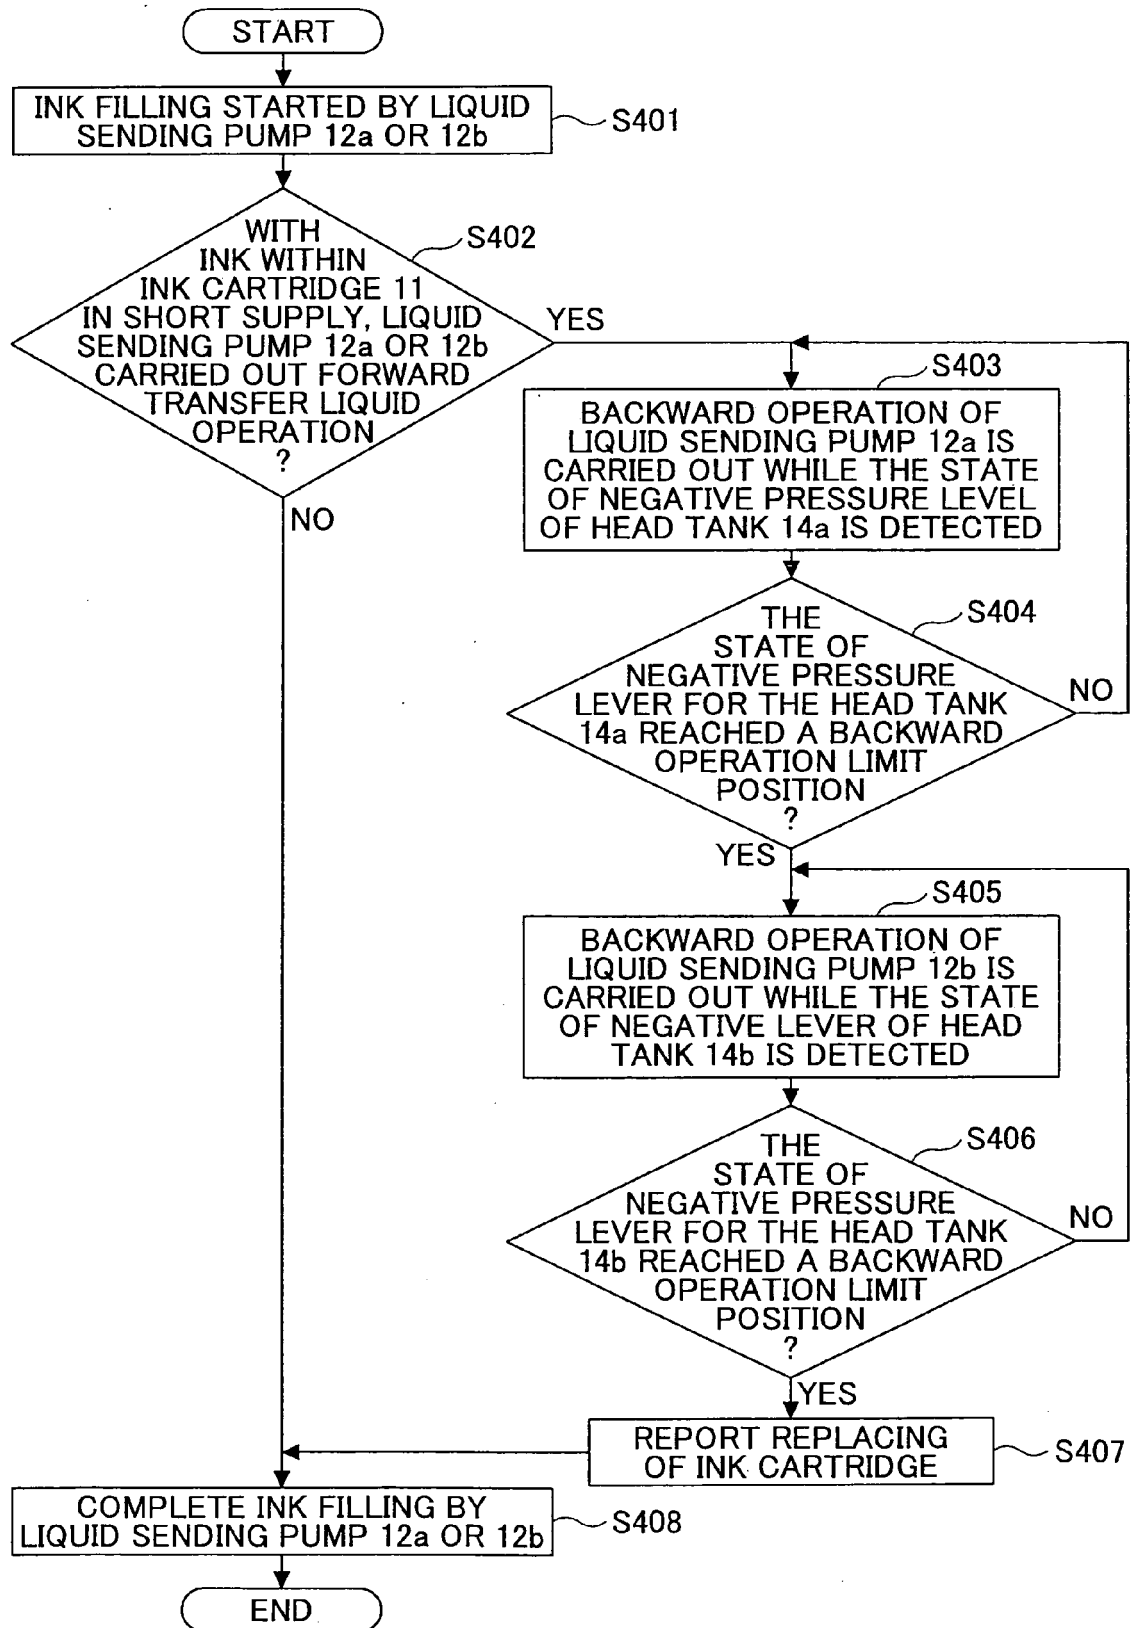 START
INK FILLING STARTED BY LIQUID
SENDING PUMP 12a OR 12b
S401
WITH
INK WITHIN
INK CARTRIDGE 11
IN SHORT SUPPLY, LIQUID
SENDING PUMP 12a OR 12b
CARRIED OUT FORWARD
TRANSFER LIQUID
OPERATION
?
S402
YES
NO
S403
BACKWARD OPERATION OF
LIQUID SENDING PUMP 12a IS
CARRIED OUT WHILE THE STATE
OF NEGATIVE PRESSURE LEVEL
OF HEAD TANK 14a IS DETECTED
S404
THE
STATE OF
NEGATIVE PRESSURE
LEVER FOR THE HEAD TANK
14a REACHED A BACKWARD
OPERATION LIMIT
POSITION
?
NO
YES
S405
BACKWARD OPERATION OF
LIQUID SENDING PUMP 12b IS
CARRIED OUT WHILE THE STATE
OF NEGATIVE LEVER OF HEAD
TANK 14b IS DETECTED
S406
THE
STATE OF
NEGATIVE PRESSURE
LEVER FOR THE HEAD TANK
14b REACHED A BACKWARD
OPERATION LIMIT
POSITION
?
NO
YES
REPORT REPLACING
OF INK CARTRIDGE
S407
COMPLETE INK FILLING BY
LIQUID SENDING PUMP 12a OR 12b
S408
END